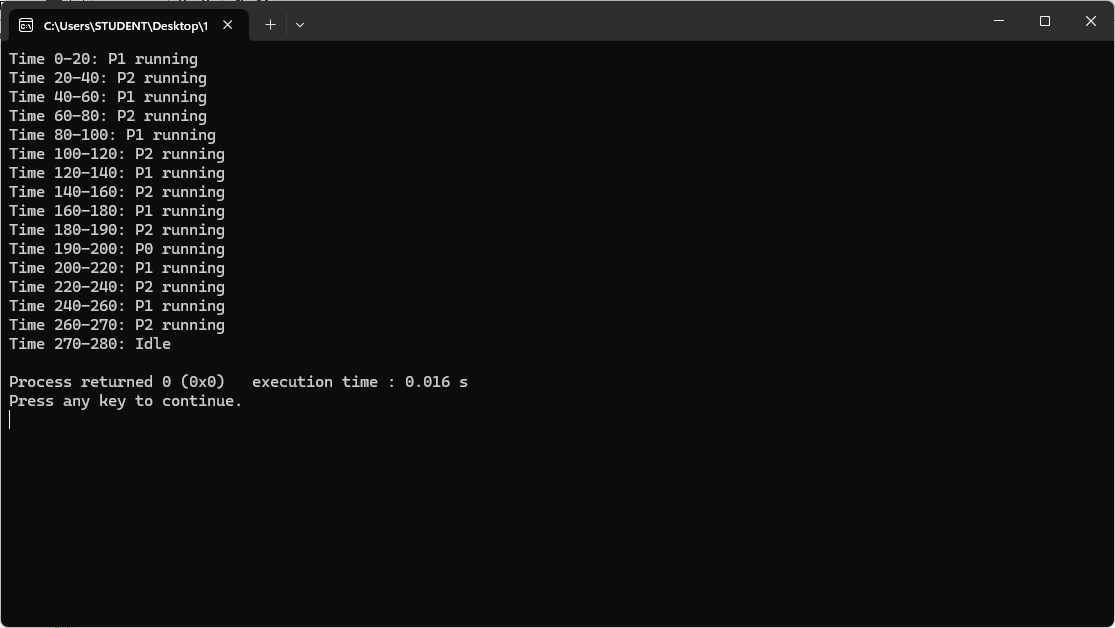 C:\Users\STUDENT\Desktop\1
Time 0-20: P1 running
Time 20-40: P2 running
Time 40-60: P1 running
Time 60-80: P2 running
Time 80-100: P1 running
Time 100-120: P2 running
Time 120-140: P1 running
Time 140-160: P2 running
Time 160-180: P1 running
Time 180-190: P2 running
Time 190-200: P0 running
Time 200-220: P1 running
Time 220-240: P2 running
Time 240-260: P1 running
Time 260-270: P2 running
Time 270-280: Idle
Process returned 0 (0x0)   execution time : 0.016 s
Press any key to continue.